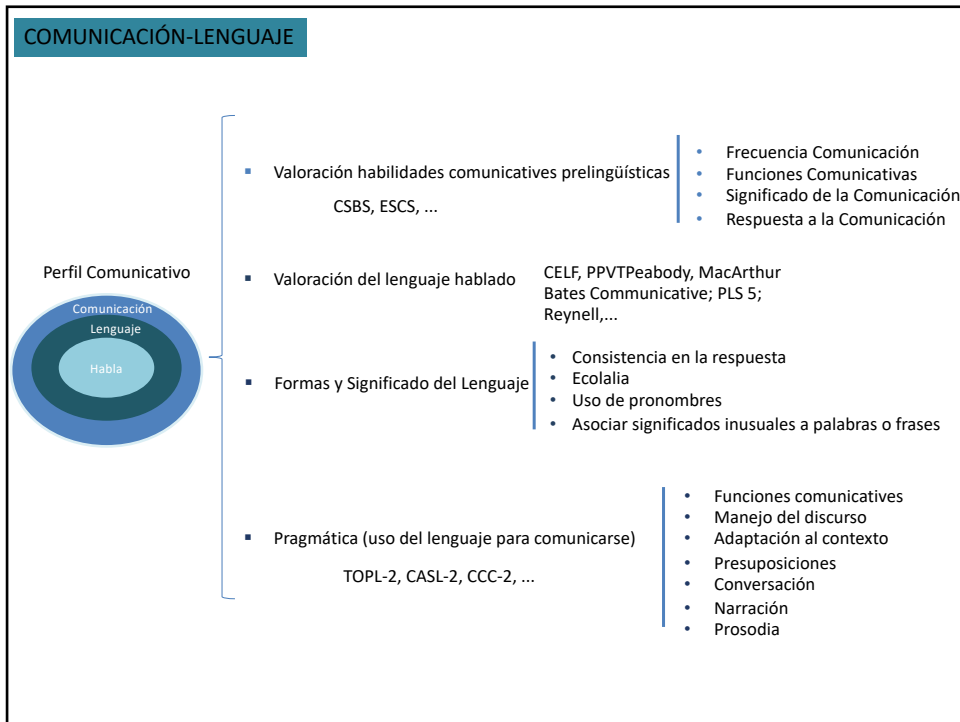 COMUNICACIÓN-LENGUAJE
Perfil Comunicativo
Comunicación
Lenguaje
Habla
▪ Valoración habilidades comunicatives prelingüísticas
CSBS, ESCS, ...
• Frecuencia Comunicación
• Funciones Comunicativas
• Significado de la Comunicación
• Respuesta a la Comunicación
▪ Valoración del lenguaje hablado
CELF, PPVTPeabody, MacArthur
Bates Communicative; PLS 5;
Reynell,...
▪ Formas y Significado del Lenguaje
• Consistencia en la respuesta
• Ecolalia
• Uso de pronombres
• Asociar significados inusuales a palabras o frases
▪ Pragmática (uso del lenguaje para comunicarse)
TOPL-2, CASL-2, CCC-2, ...
• Funciones comunicatives
• Manejo del discurso
• Adaptación al contexto
• Presuposiciones
• Conversación
• Narración
• Prosodia